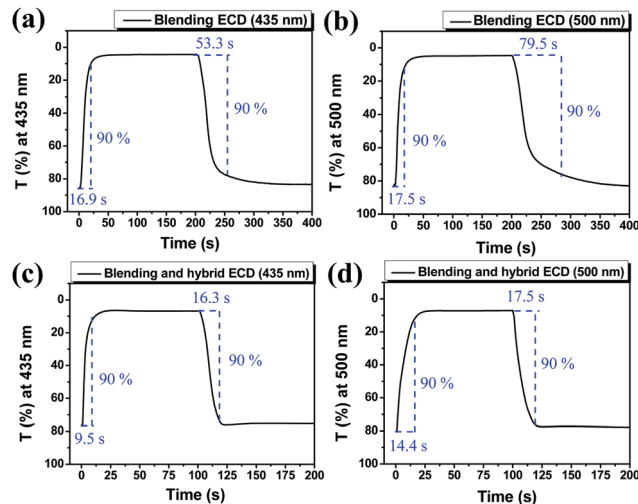 (a)
Blending ECD (435 nm)
53.3 s
90 %
90 %
16.9 s
T (%) at 435 nm
0
20
40
60
80
100
0 50 100 150 200 250 300 350 400
Time (s)
(b)
Blending ECD (500 nm)
79.5 s
90 %
90 %
17.5 s
T (%) at 500 nm
0
20
40
60
80
100
0 50 100 150 200 250 300 350 400
Time (s)
(c)
Blending and hybrid ECD (435 nm)
16.3 s
90 %
90 %
9.5 s
T (%) at 435 nm
0
20
40
60
80
100
0 25 50 75 100 125 150 175 200
Time (s)
(d)
Blending and hybrid ECD (500 nm)
17.5 s
90 %
90 %
14.4 s
T (%) at 500 nm
0
20
40
60
80
100
0 25 50 75 100 125 150 175 200
Time (s)